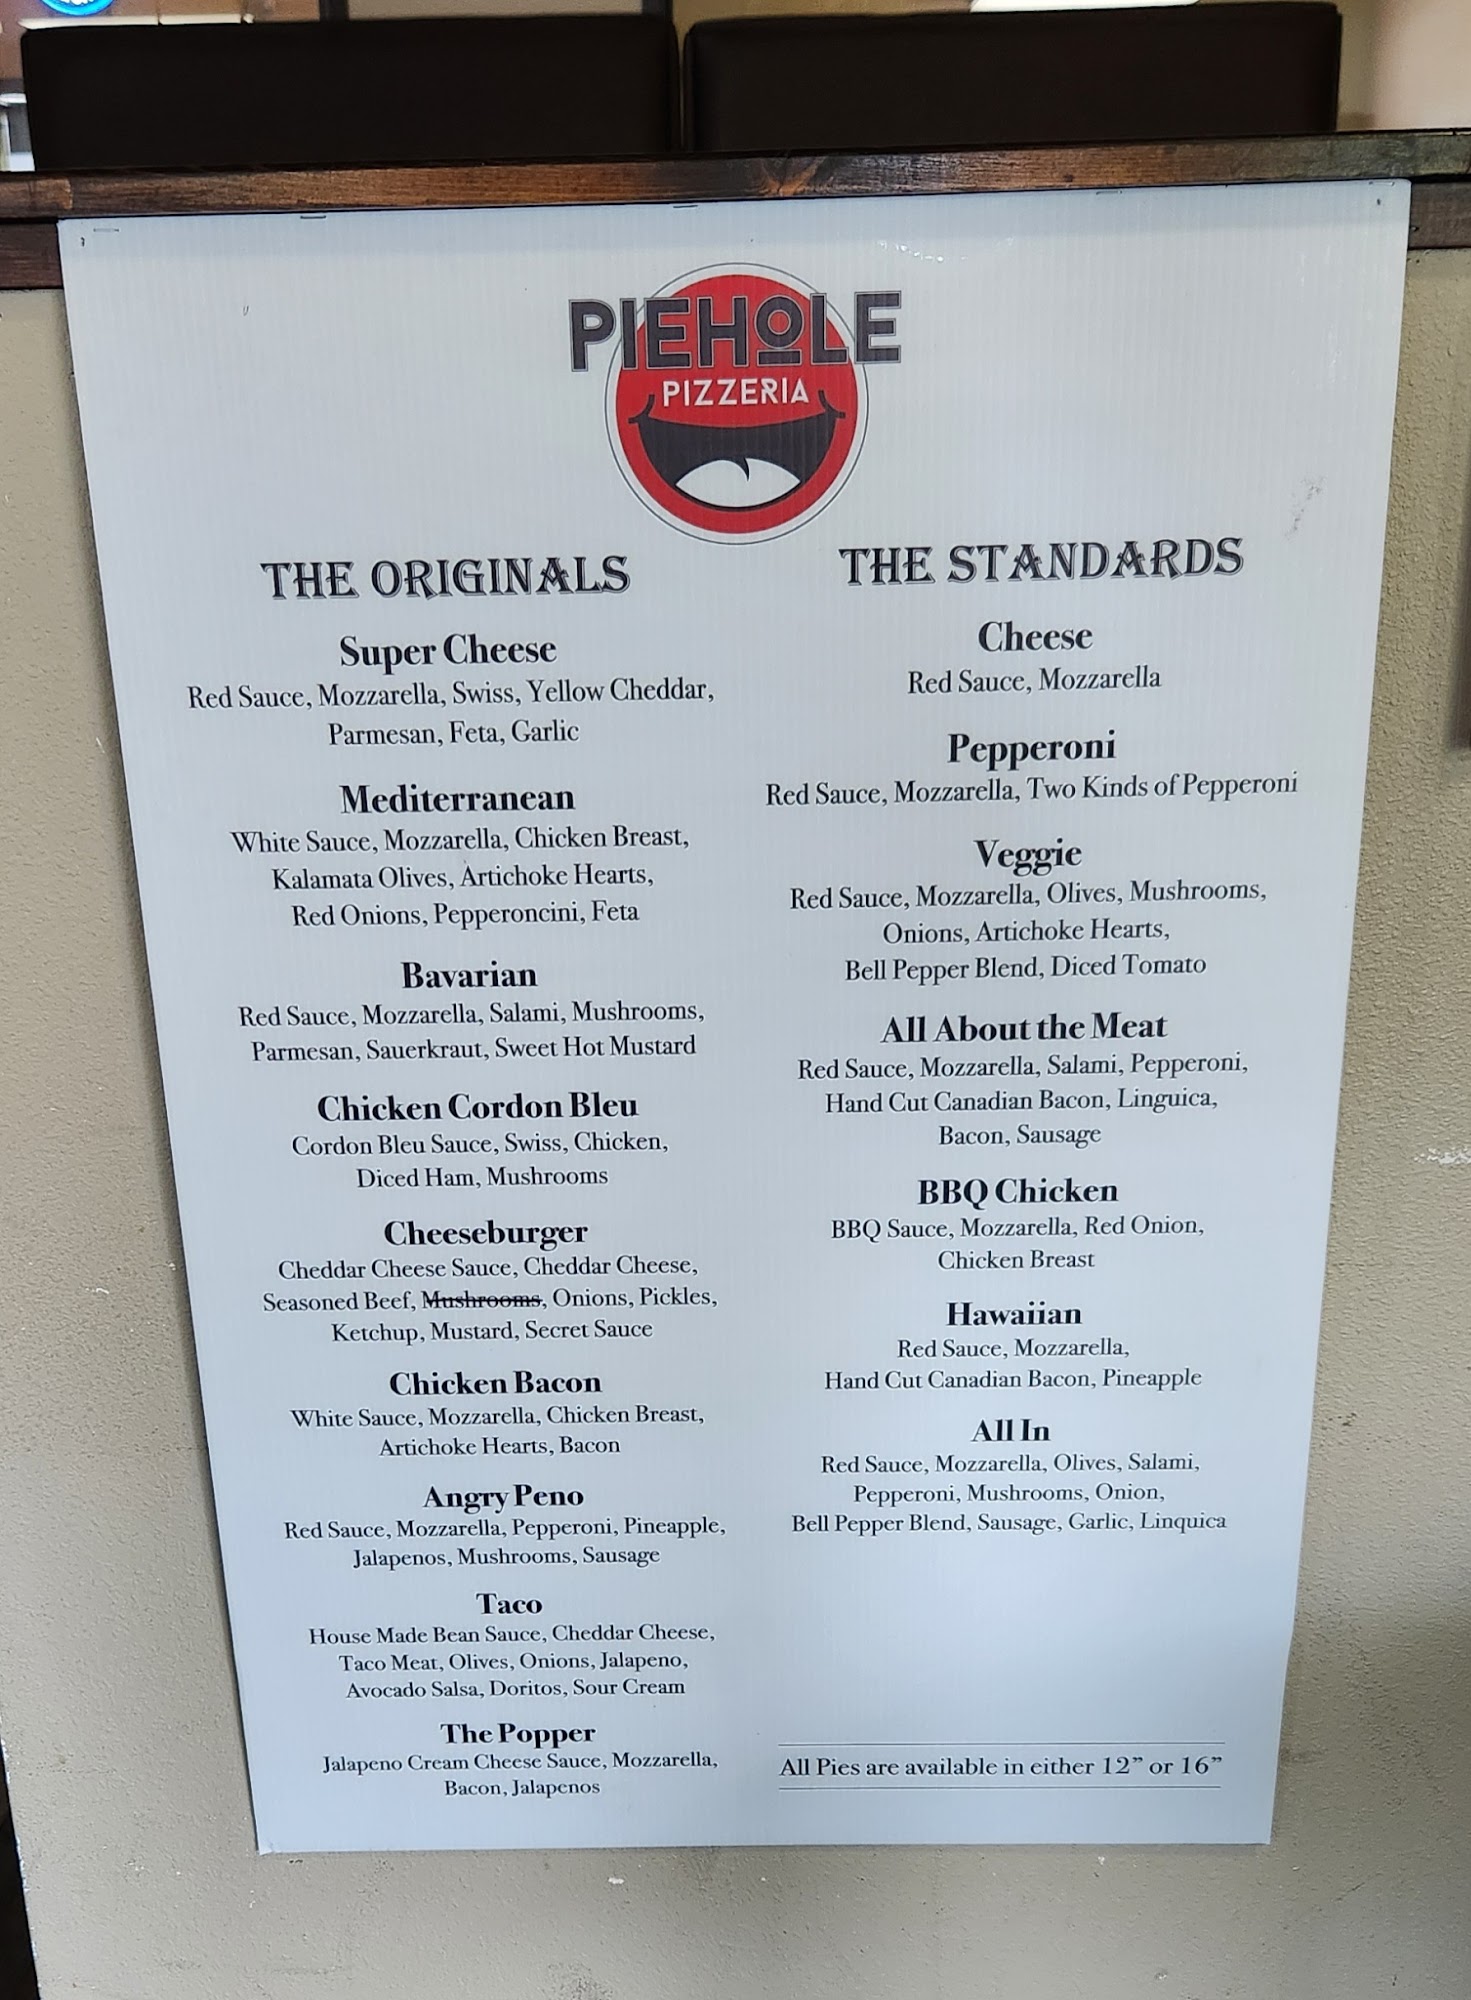 PIEHOLE
PIZZERIA
THE ORIGINALS
Super Cheese
Red Sauce, Mozzarella, Swiss, Yellow Cheddar,
Parmesan, Feta, Garlic
Mediterranean
White Sauce, Mozzarella, Chicken Breast,
Kalamata Olives, Artichoke Hearts,
Red Onions, Pepperoncini, Feta
Bavarian
Red Sauce, Mozzarella, Salami, Mushrooms,
Parmesan, Sauerkraut, Sweet Hot Mustard
Chicken Cordon Bleu
Cordon Bleu Sauce, Swiss, Chicken,
Diced Ham, Mushrooms
Cheeseburger
Cheddar Cheese Sauce, Cheddar Cheese,
Seasoned Beef, Mushrooms, Onions, Pickles,
Ketchup, Mustard, Secret Sauce
Chicken Bacon
White Sauce, Mozzarella, Chicken Breast,
Artichoke Hearts, Bacon
Angry Peno
Red Sauce, Mozzarella, Pepperoni, Pineapple,
Jalapenos, Mushrooms, Sausage
Taco
House Made Bean Sauce, Cheddar Cheese,
Taco Meat, Olives, Onions, Jalapeno,
Avocado Salsa, Doritos, Sour Cream
The Popper
Jalapeno Cream Cheese Sauce, Mozzarella,
Bacon, Jalapenos
THE STANDARDS
Cheese
Red Sauce, Mozzarella
Pepperoni
Red Sauce, Mozzarella, Two Kinds of Pepperoni
Veggie
Red Sauce, Mozzarella, Olives, Mushrooms,
Onions, Artichoke Hearts,
Bell Pepper Blend, Diced Tomato
All About the Meat
Red Sauce, Mozzarella, Salami, Pepperoni,
Hand Cut Canadian Bacon, Linguica,
Bacon, Sausage
BBQ Chicken
BBQ Sauce, Mozzarella, Red Onion,
Chicken Breast
Hawaiian
Red Sauce, Mozzarella,
Hand Cut Canadian Bacon, Pineapple
All In
Red Sauce, Mozzarella, Olives, Salami,
Pepperoni, Mushrooms, Onion,
Bell Pepper Blend, Sausage, Garlic, Linquica
All Pies are available in either 12” or 16”